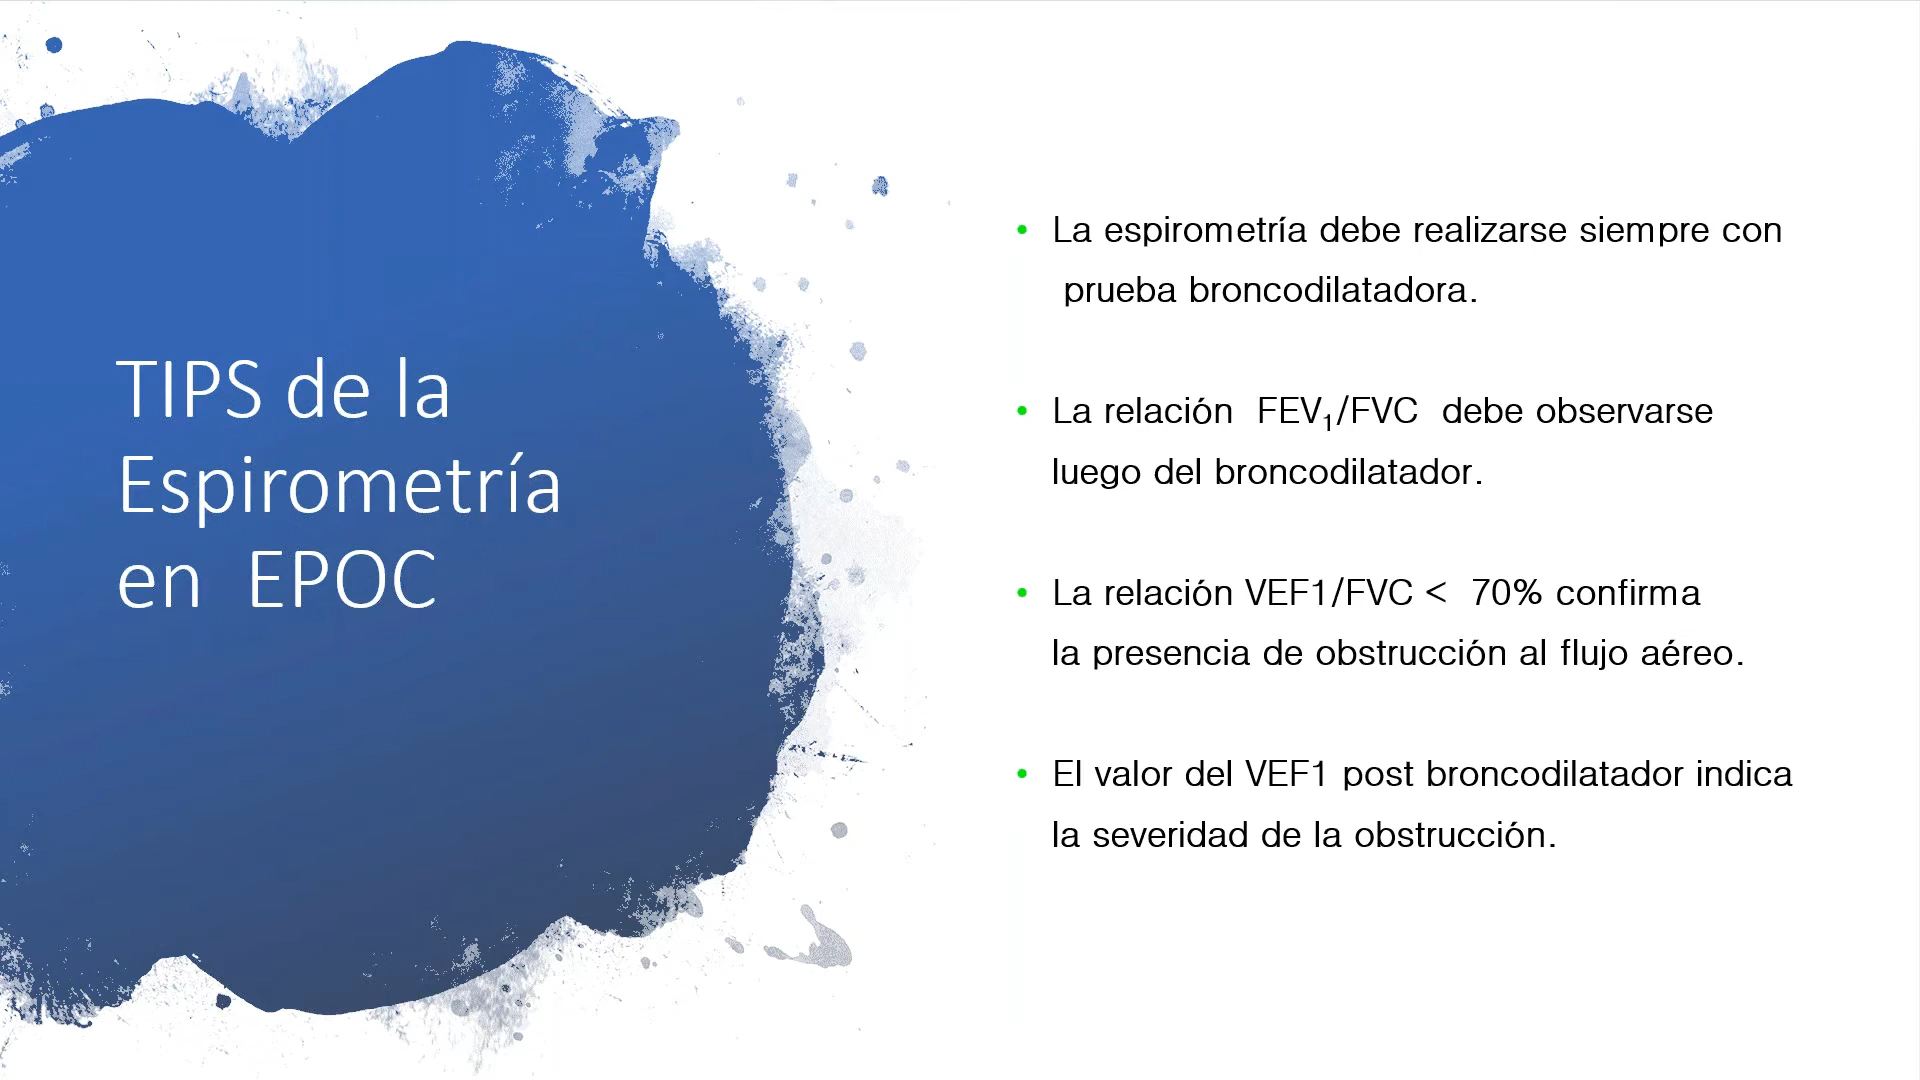 TIPS de la
Espirometría
en EPOC
• La espirometría debe realizarse siempre con
prueba broncodilatadora.
• La relación FEV₁/FVC debe observarse
luego del broncodilatador.
• La relación VEF1/FVC < 70% confirma
la presencia de obstrucción al flujo aéreo.
• El valor del VEF1 post broncodilatador indica
la severidad de la obstrucción.